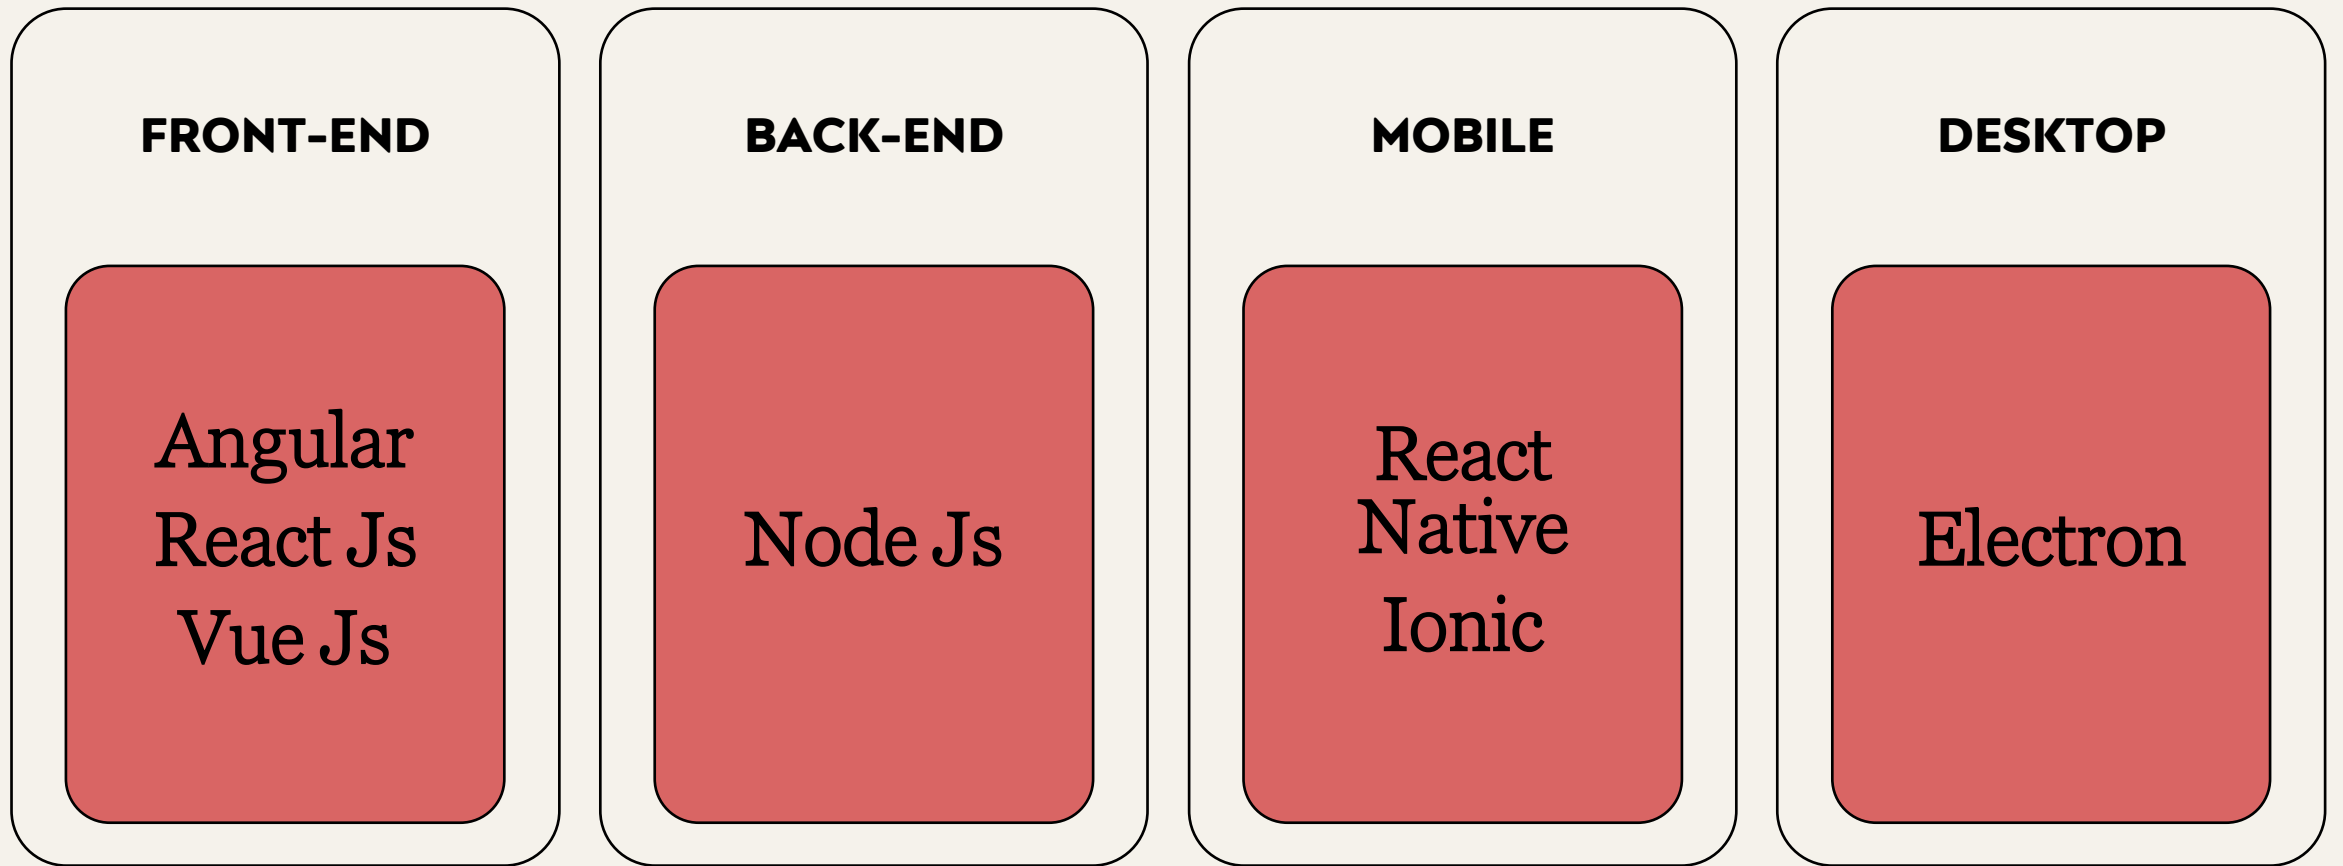 FRONT-END
Angular
React Js
Vue Js
BACK-END
Node Js
MOBILE
React
Native
Ionic
DESKTOP
Electron